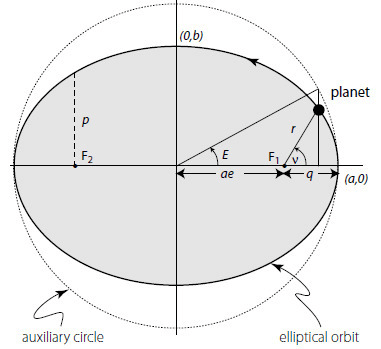 (0,b)
planet
p
r
E
F2
F1
ν
ae
q
(a,0)
auxiliary circle
elliptical orbit